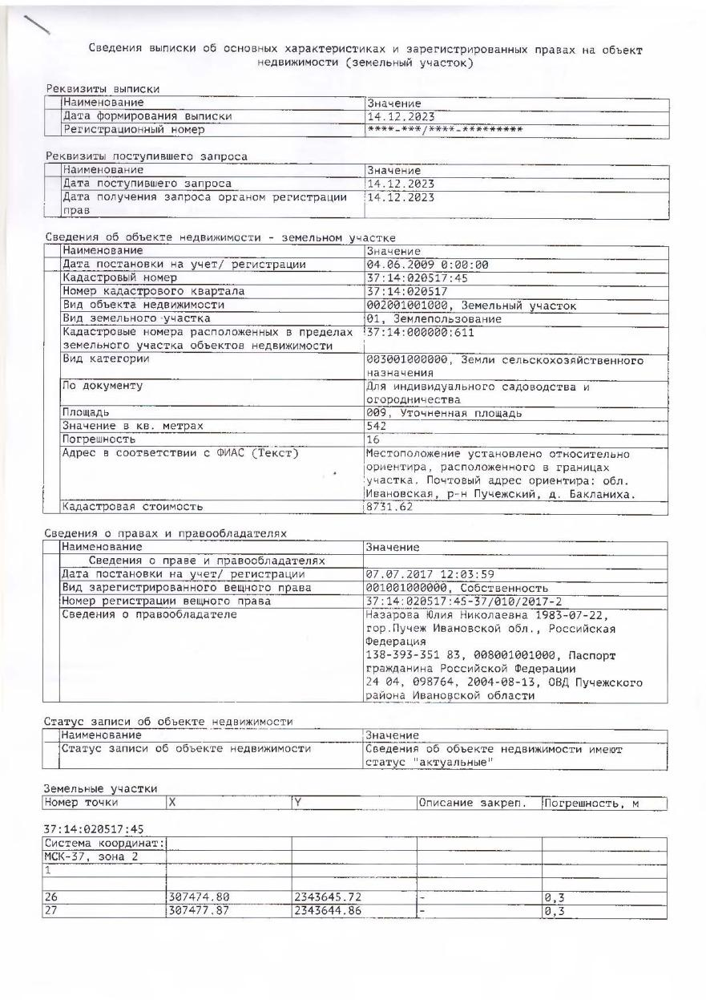 Сведения выписки об основных характеристиках и зарегистрированных правах на объект
недвижимости (земельный участок)
Реквизиты выписки
Наименование Значение
Дата формирования выписки 14.12.2023
Регистрационный номер ****-***/****-*********
Реквизиты поступившего запроса
Наименование Значение
Дата поступившего запроса 14.12.2023
Дата получения запроса органом регистрации 14.12.2023
прав
Сведения об объекте недвижимости - земельном участке
Наименование Значение
Дата постановки на учет/ регистрации 04.06.2009 0:00:00
Кадастровый номер 37:14:020517:45
Номер кадастрового квартала 37:14:020517
Вид объекта недвижимости 002001001000, Земельный участок
Вид земельного участка 01, Землепользование
Кадастровые номера расположенных в пределах 37:14:000000:611
земельного участка объектов недвижимости
Вид категории 003001000000, Земли сельскохозяйственного
назначения
По документу Для индивидуального садоводства и
огородничества
Площадь 009, Уточненная площадь
Значение в кв. метрах 542
Погрешность 16
Адрес в соответствии с ФИАС (Текст) Местоположение установлено относительно
ориентира, расположенного в границах
участка. Почтовый адрес ориентира: обл.
Ивановская, р-н Пучежский, д. Бакланиха.
Кадастровая стоимость 8731.62
Сведения о правах и правообладателях
Наименование Значение
Сведения о праве и правообладателях
Дата постановки на учет/ регистрации 07.07.2017 12:03:59
Вид зарегистрированного вещного права 001001000000, Собственность
Номер регистрации вещного права 37:14:020517:45-37/010/2017-2
Сведения о правообладателе Назарова Юлия Николаевна 1983-07-22,
гор.Пучеж Ивановской обл., Российская
Федерация
138-393-351 83, 008001001000, Паспорт
гражданина Российской Федерации
24 04, 098764, 2004-08-13, ОВД Пучежского
района Ивановской области
Статус записи об объекте недвижимости
Наименование Значение
Статус записи об объекте недвижимости Сведения об объекте недвижимости имеют
статус "актуальные"
Земельные участки
Номер точки X Y Описание закреп. Погрешность, м
37:14:020517:45
Система координат:
МСК-37, зона 2
1
26 307474.80 2343645.72 - 0,3
27 307477.87 2343644.86 - 0,3